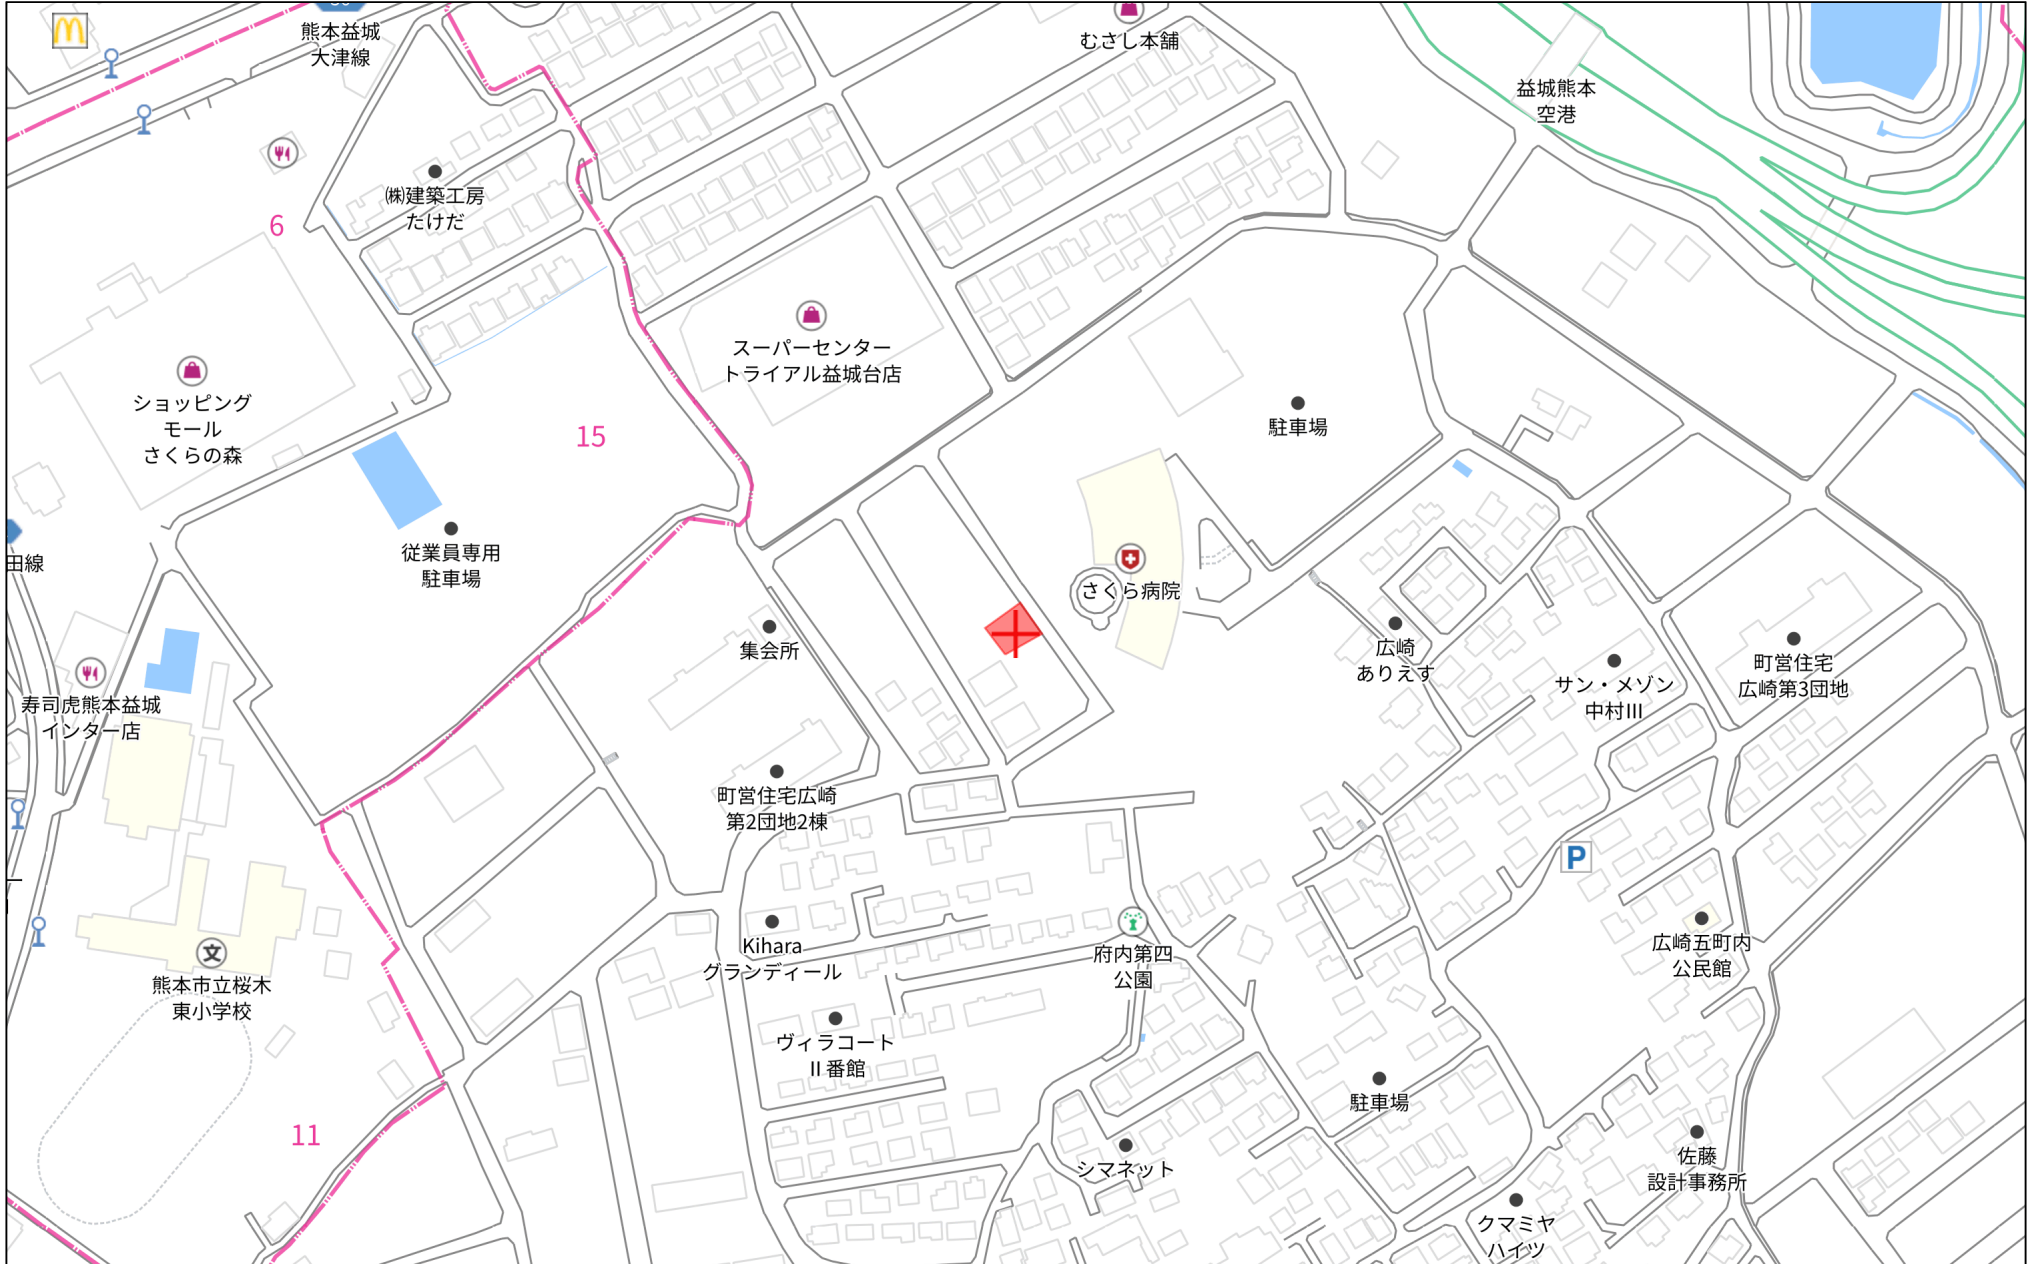 熊本益城
大津線
むさし本舗
益城熊本
空港
㈱建築工房
たけだ
6
スーパーセンター
トライアル益城台店
ショッピング
モール
さくらの森
15
駐車場
従業員専用
駐車場
田線
さくら病院
集会所
広崎
ありえす
町営住宅
広崎第3団地
サン・メゾン
中村III
寿司虎熊本益城
インター店
町営住宅広崎
第2団地2棟
P
Kihara
グランディール
府内第四
公園
広崎五町内
公民館
文
熊本市立桜木
東小学校
ヴィラコート
II番館
駐車場
11
シマネット
佐藤
設計事務所
クマミヤ
ハイツ